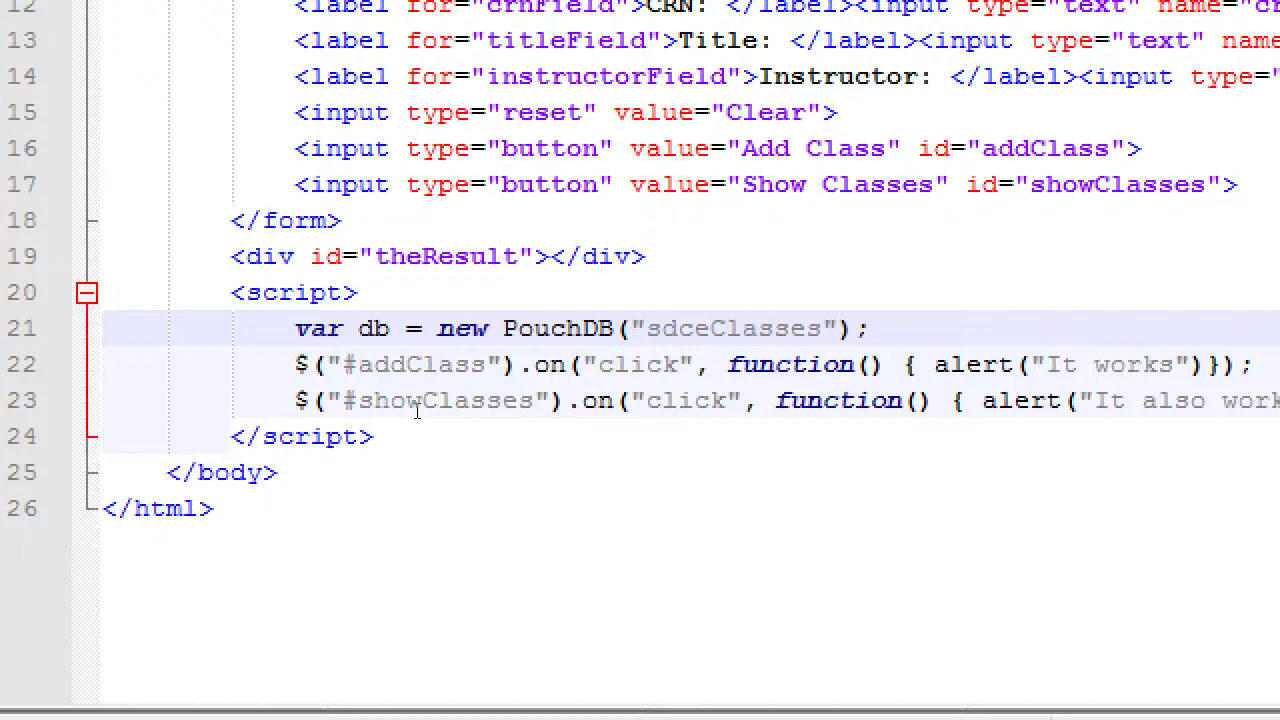 12 <label for="crnField">CRN: </label><input type="text" name="cr
13 <label for="titleField">Title: </label><input type="text" name
14 <label for="instructorField">Instructor: </label><input type="
15 <input type="reset" value="Clear">
16 <input type="button" value="Add Class" id="addClass">
17 <input type="button" value="Show Classes" id="showClasses">
18 </form>
19 <div id="theResult"></div>
20 <script>
21 var db = new PouchDB("sdceClasses");
22 $("#addClass").on("click", function() { alert("It works")});
23 $("#showClasses").on("click", function() { alert("It also work
24 </script>
25 </body>
26 </html>